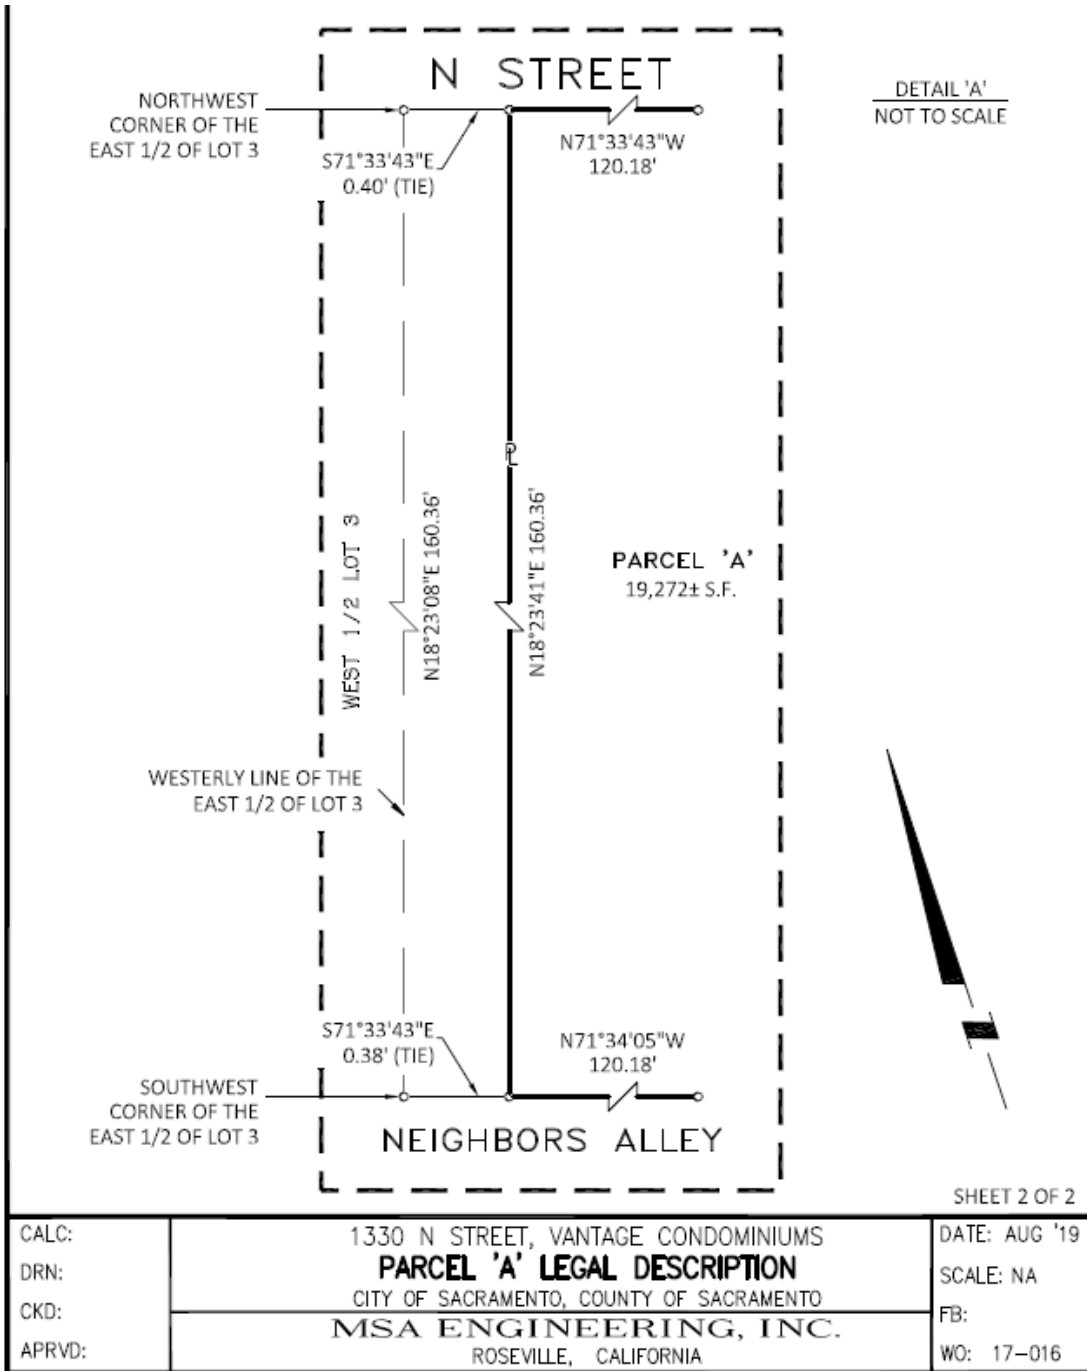 N STREET
DETAIL 'A'
NOT TO SCALE
NORTHWEST
CORNER OF THE
EAST 1/2 OF LOT 3
S71°33'43"E
0.40' (TIE)
N71°33'43"W
120.18'
PL
WEST 1/2 LOT 3
N18°23'08"E 160.36'
N18°23'41"E 160.36'
PARCEL 'A'
19,272± S.F.
WESTERLY LINE OF THE
EAST 1/2 OF LOT 3
S71°33'43"E
0.38' (TIE)
N71°34'05"W
120.18'
SOUTHWEST
CORNER OF THE
EAST 1/2 OF LOT 3
NEIGHBORS ALLEY
SHEET 2 OF 2
CALC:
DRN:
CKD:
APRVD:
1330 N STREET, VANTAGE CONDOMINIUMS
PARCEL 'A' LEGAL DESCRIPTION
CITY OF SACRAMENTO, COUNTY OF SACRAMENTO
MSA ENGINEERING, INC.
ROSEVILLE, CALIFORNIA
DATE: AUG '19
SCALE: NA
FB:
WO: 17-016